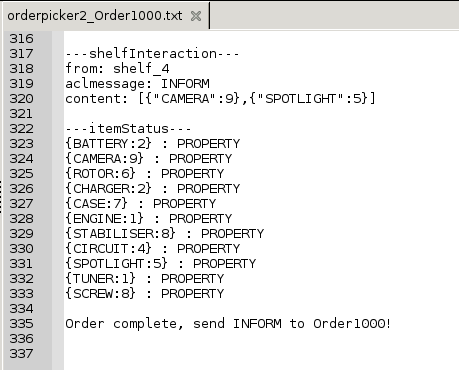 orderpicker2_Order1000.txt
316
317 ---shelfInteraction---
318 from: shelf_4
319 aclmessage: INFORM
320 content: [{"CAMERA":9},{"SPOTLIGHT":5}]
321
322 ---itemStatus---
323 {BATTERY:2} : PROPERTY
324 {CAMERA:9} : PROPERTY
325 {ROTOR:6} : PROPERTY
326 {CHARGER:2} : PROPERTY
327 {CASE:7} : PROPERTY
328 {ENGINE:1} : PROPERTY
329 {STABILISER:8} : PROPERTY
330 {CIRCUIT:4} : PROPERTY
331 {SPOTLIGHT:5} : PROPERTY
332 {TUNER:1} : PROPERTY
333 {SCREW:8} : PROPERTY
334
335 Order complete, send INFORM to Order1000!
336
337